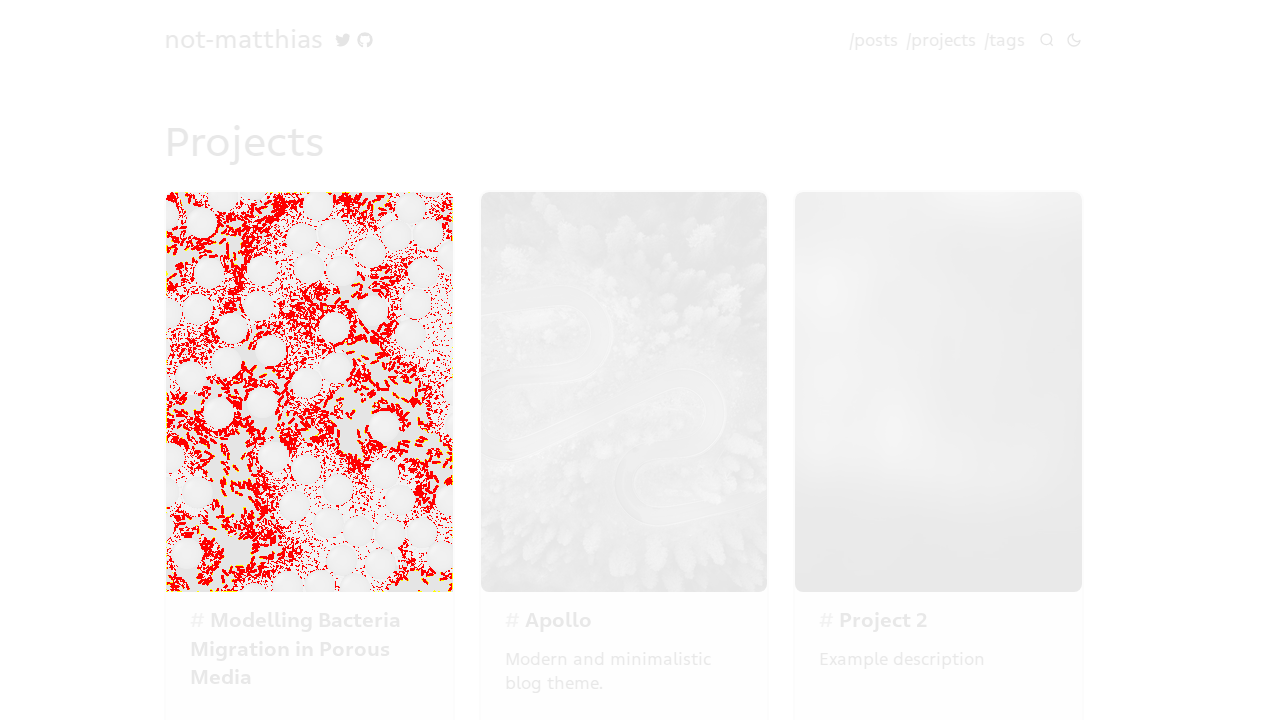 not-matthias
/posts /projects /tags
Projects
# Modelling Bacteria
Migration in Porous
Media
# Apollo
Modern and minimalistic
blog theme.
# Project 2
Example description